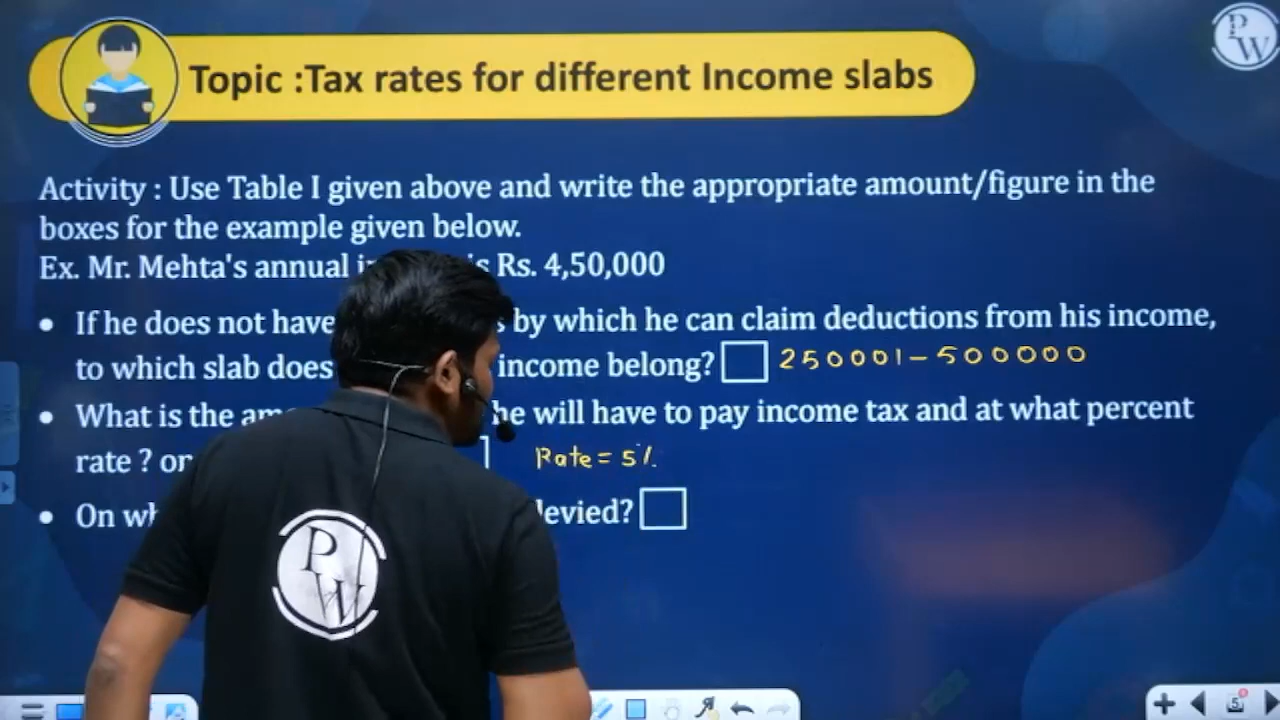 PW
Topic :Tax rates for different Income slabs
Activity : Use Table I given above and write the appropriate amount/figure in the
boxes for the example given below.
Ex. Mr. Mehta's annual is Rs. 4,50,000
• If he does not have by which he can claim deductions from his income,
to which slab does income belong? 250001-500000
• What is the he will have to pay income tax and at what percent
rate ? Rate = 5%
• On levied?
PW